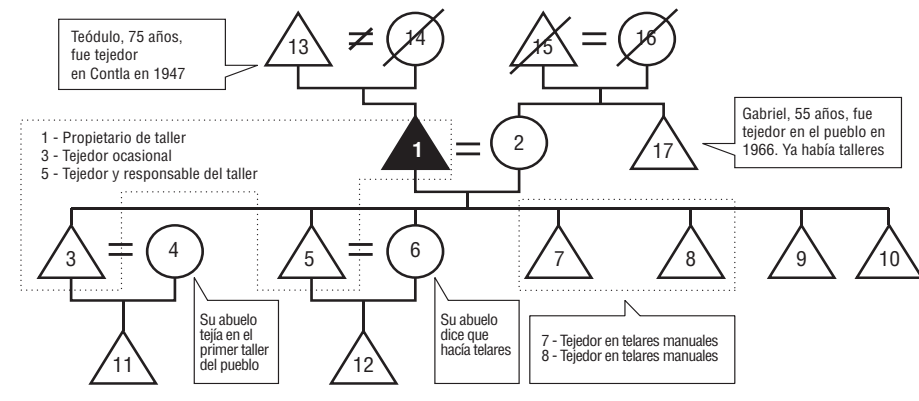 Teódulo, 75 años,
fue tejedor
en Contla en 1947
13
14
15
16
Gabriel, 55 años, fue
tejedor en el pueblo en
1966. Ya había talleres
1 - Propietario de taller
3 - Tejedor ocasional
5 - Tejedor y responsable del taller
1
2
17
3
4
5
6
7
8
9
10
Su abuelo
tejía en el
primer taller
del pueblo
Su abuelo
dice que
hacía telares
7 - Tejedor en telares manuales
8 - Tejedor en telares manuales
11
12